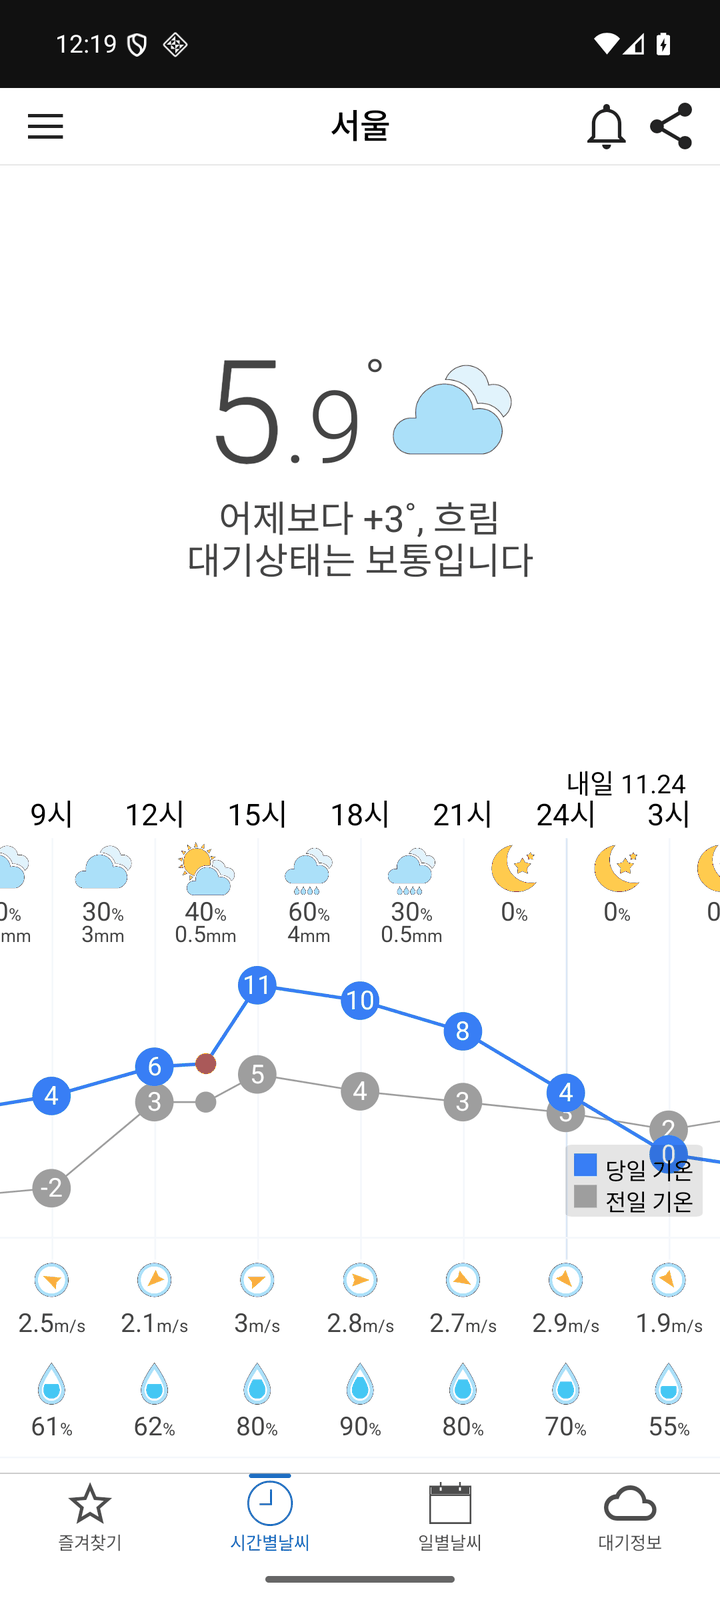 12:19
서울
5.9°
어제보다 +3°, 흐림
대기상태는 보통입니다
내일 11.24
9시 12시 15시 18시 21시 24시 3시
0% 30% 40% 60% 30% 0% 0% 0
mm 3mm 0.5mm 4mm 0.5mm
11 10 8
6 4 4 0
5 4 3 3 3 2
-2
당일 기온
전일 기온
2.5m/s 2.1m/s 3m/s 2.8m/s 2.7m/s 2.9m/s 1.9m/s
61% 62% 80% 90% 80% 70% 55%
즐겨찾기 시간별날씨 일별날씨 대기정보